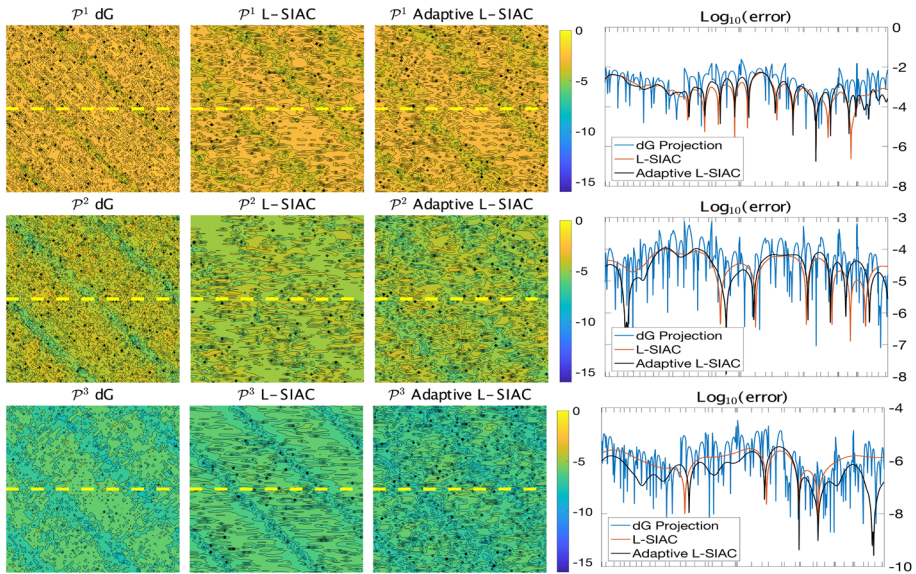 𝒫¹ dG
𝒫¹ L-SIAC
𝒫¹ Adaptive L-SIAC
Log₁₀(error)
0
-5
-10
-15
0
-2
-4
-6
-8
dG Projection
L-SIAC
Adaptive L-SIAC
𝒫² dG
𝒫² L-SIAC
𝒫² Adaptive L-SIAC
Log₁₀(error)
0
-5
-10
-15
-3
-4
-5
-6
-7
-8
dG Projection
L-SIAC
Adaptive L-SIAC
𝒫³ dG
𝒫³ L-SIAC
𝒫³ Adaptive L-SIAC
Log₁₀(error)
0
-5
-10
-15
-4
-6
-8
-10
dG Projection
L-SIAC
Adaptive L-SIAC